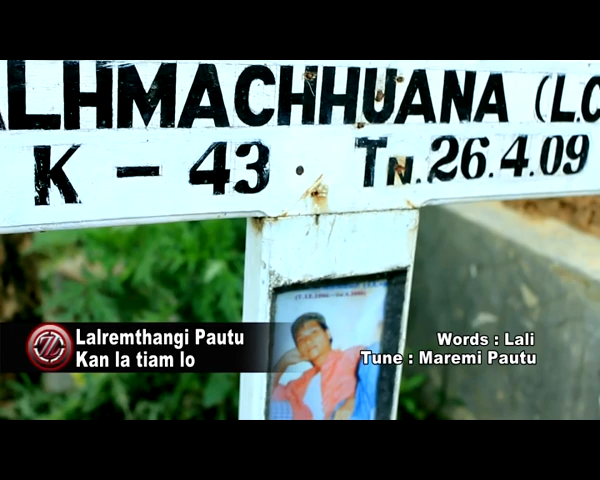 ALHMACHHUANA (L.C
K - 43. Tn. 26.4.09
Lalremthangi Pautu
Kan la tiam lo
Words : Lali
Tune : Maremi Pautu